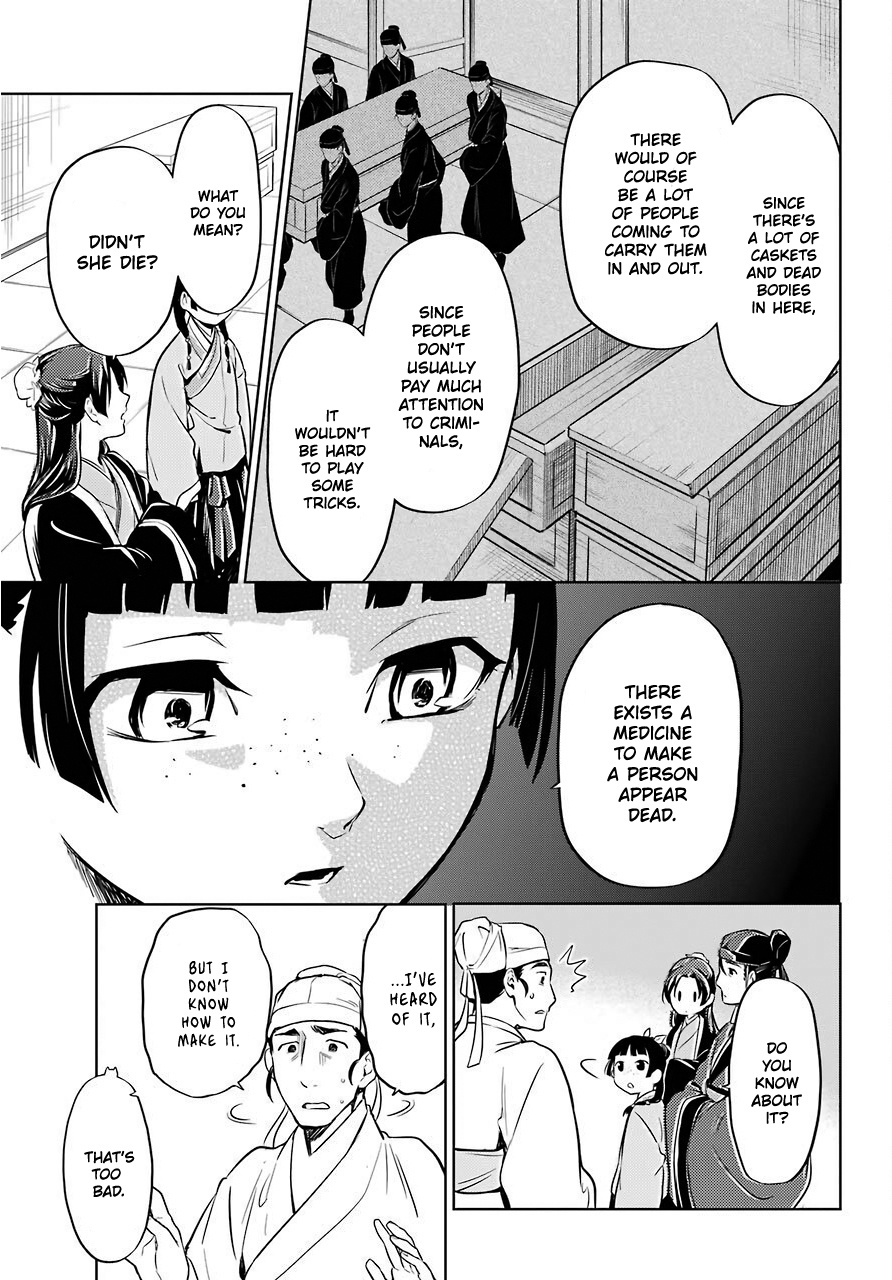 SINCE
THERE'S
A LOT OF
CASKETS
AND DEAD
BODIES
IN HERE,
THERE
WOULD OF
COURSE
BE A LOT
OF PEOPLE
COMING TO
CARRY THEM
IN AND OUT.
SINCE
PEOPLE
DON'T
USUALLY
PAY MUCH
ATTENTION
TO CRIMI-
NALS,
IT
WOULDN'T
BE HARD
TO PLAY
SOME
TRICKS.
WHAT
DO YOU
MEAN?
DIDN'T
SHE DIE?
THERE
EXISTS A
MEDICINE
TO MAKE
A PERSON
APPEAR
DEAD.
DO
YOU
KNOW
ABOUT
IT?
...I'VE
HEARD
OF IT,
BUT I
DON'T
KNOW
HOW TO
MAKE IT.
THAT'S
TOO
BAD.